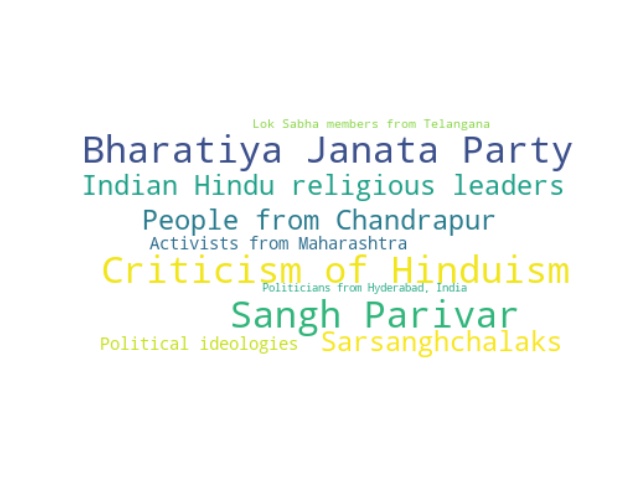 Lok Sabha members from Telangana
Bharatiya Janata Party
Indian Hindu religious leaders
People from Chandrapur
Activists from Maharashtra
Criticism of Hinduism
Politicians from Hyderabad, India
Sangh Parivar
Political ideologies
Sarsanghchalaks